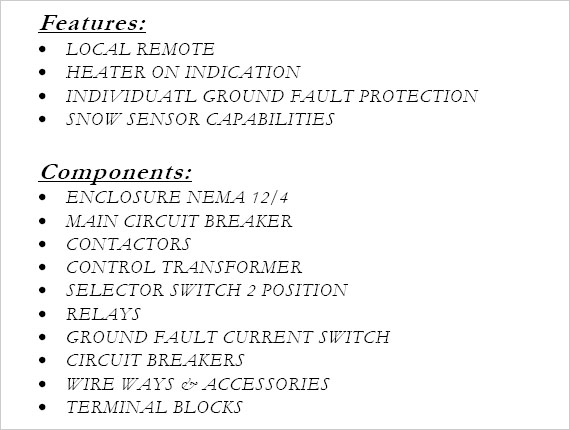 Features:
• LOCAL REMOTE
• HEATER ON INDICATION
• INDIVIDUATL GROUND FAULT PROTECTION
• SNOW SENSOR CAPABILITIES
Components:
• ENCLOSURE NEMA 12/4
• MAIN CIRCUIT BREAKER
• CONTACTORS
• CONTROL TRANSFORMER
• SELECTOR SWITCH 2 POSITION
• RELAYS
• GROUND FAULT CURRENT SWITCH
• CIRCUIT BREAKERS
• WIRE WAYS & ACCESSORIES
• TERMINAL BLOCKS